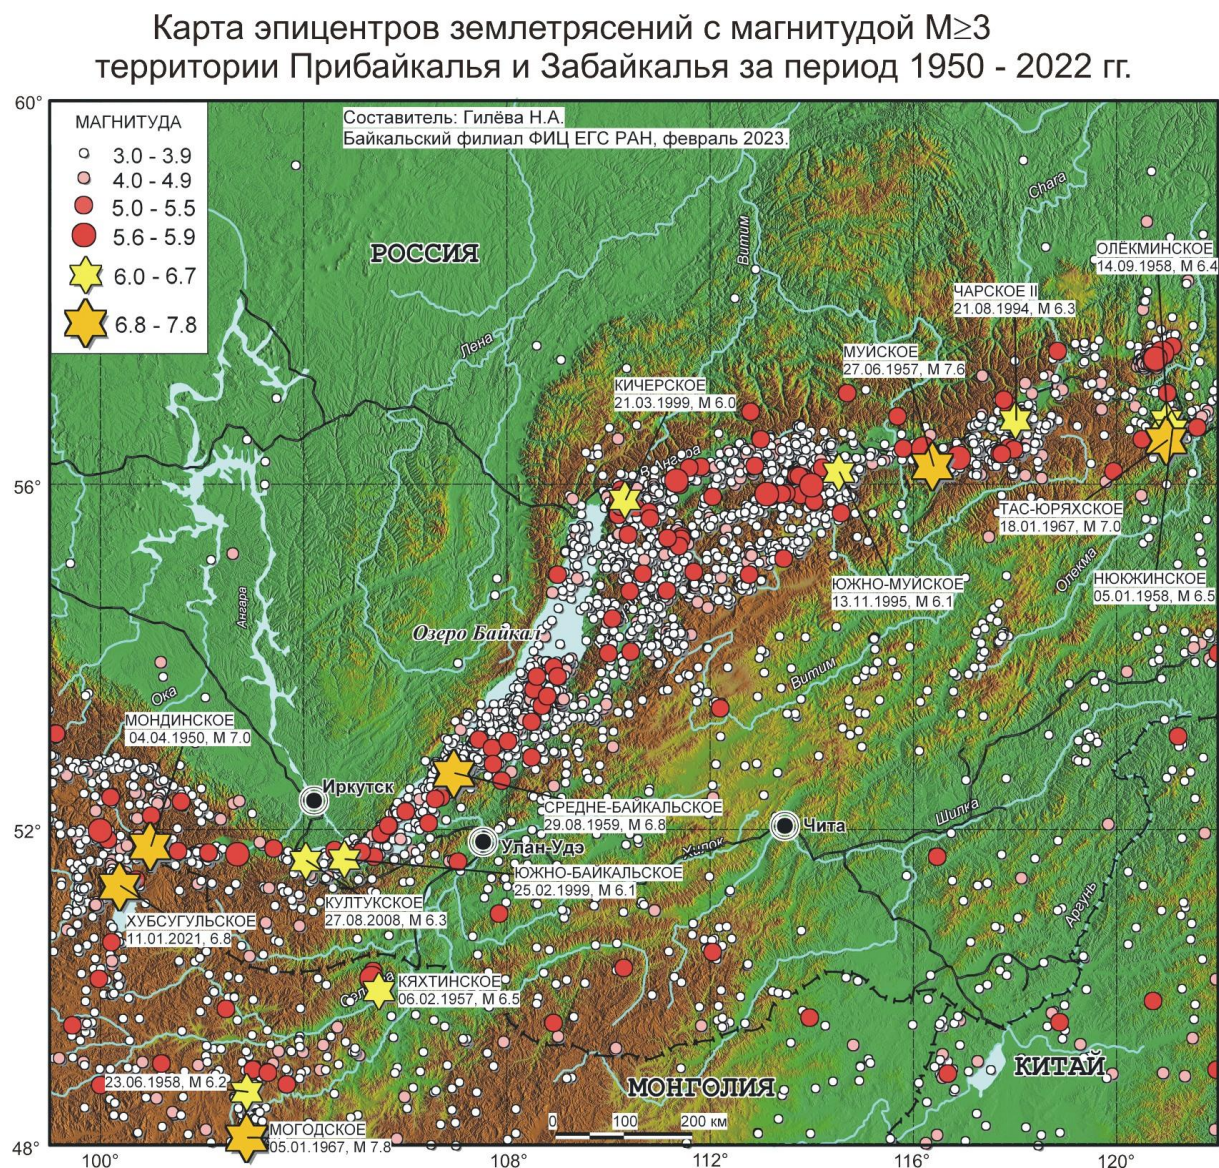 Карта эпицентров землетрясений с магнитудой M≥3
территории Прибайкалья и Забайкалья за период 1950 - 2022 гг.
60°
МАГНИТУДА
3.0 - 3.9
4.0 - 4.9
5.0 - 5.5
5.6 - 5.9
6.0 - 6.7
6.8 - 7.8
Составитель: Гилёва Н.А.
Байкальский филиал ФИЦ ЕГС РАН, февраль 2023.
Chara
Витим
РОССИЯ
ОЛЁКМИНСКОЕ
14.09.1958, M 6.4
ЧАРСКОЕ II
21.08.1994, M 6.3
Лена
МУЙСКОЕ
27.06.1957, M 7.6
КИЧЕРСКОЕ
21.03.1999, M 6.0
В.Ангара
56°
ТАС-ЮРЯХСКОЕ
18.01.1967, M 7.0
ЮЖНО-МУЙСКОЕ
13.11.1995, M 6.1
Олекма
НЮКЖИНСКОЕ
05.01.1958, M 6.5
Ангара
Озеро Байкал
Витим
Ока
МОНДИНСКОЕ
04.04.1950, M 7.0
Иркутск
СРЕДНЕ-БАЙКАЛЬСКОЕ
29.08.1959, M 6.8
Шилка
52°
Чита
Улан-Удэ
Хилок
ЮЖНО-БАЙКАЛЬСКОЕ
25.02.1999, M 6.1
КУЛТУКСКОЕ
27.08.2008, M 6.3
ХУБСУГУЛЬСКОЕ
11.01.2021, 6.8
Аргунь
КЯХТИНСКОЕ
06.02.1957, M 6.5
23.06.1958, M 6.2
МОНГОЛИЯ
КИТАЙ
МОГОДСКОЕ
05.01.1967, M 7.8
0 100 200 км
48°
100° 108° 112° 116° 120°